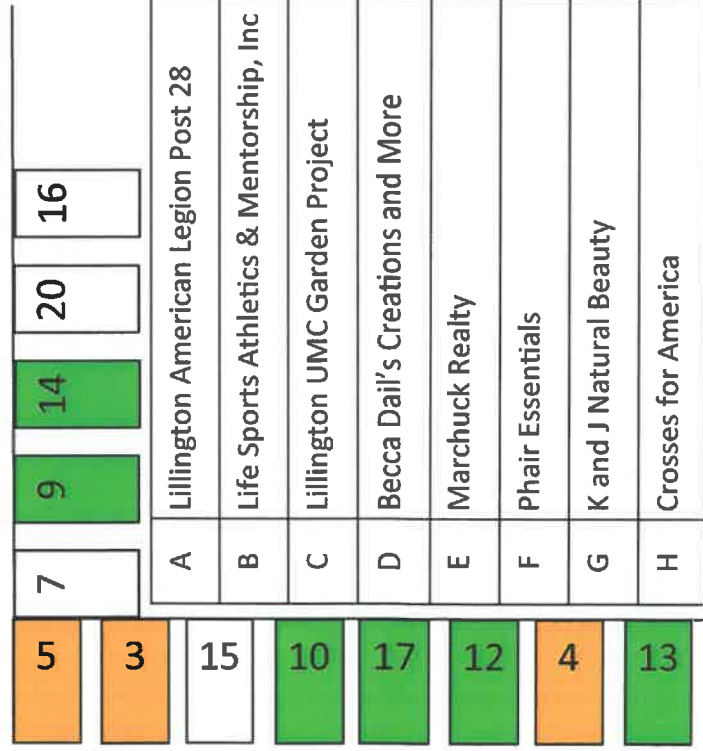 7
9
14
20
16
5
3
15
10
17
12
4
13
A Lillington American Legion Post 28
B Life Sports Athletics & Mentorship, Inc
C Lillington UMC Garden Project
D Becca Dail's Creations and More
E Marchuck Realty
F Phair Essentials
G K and J Natural Beauty
H Crosses for America